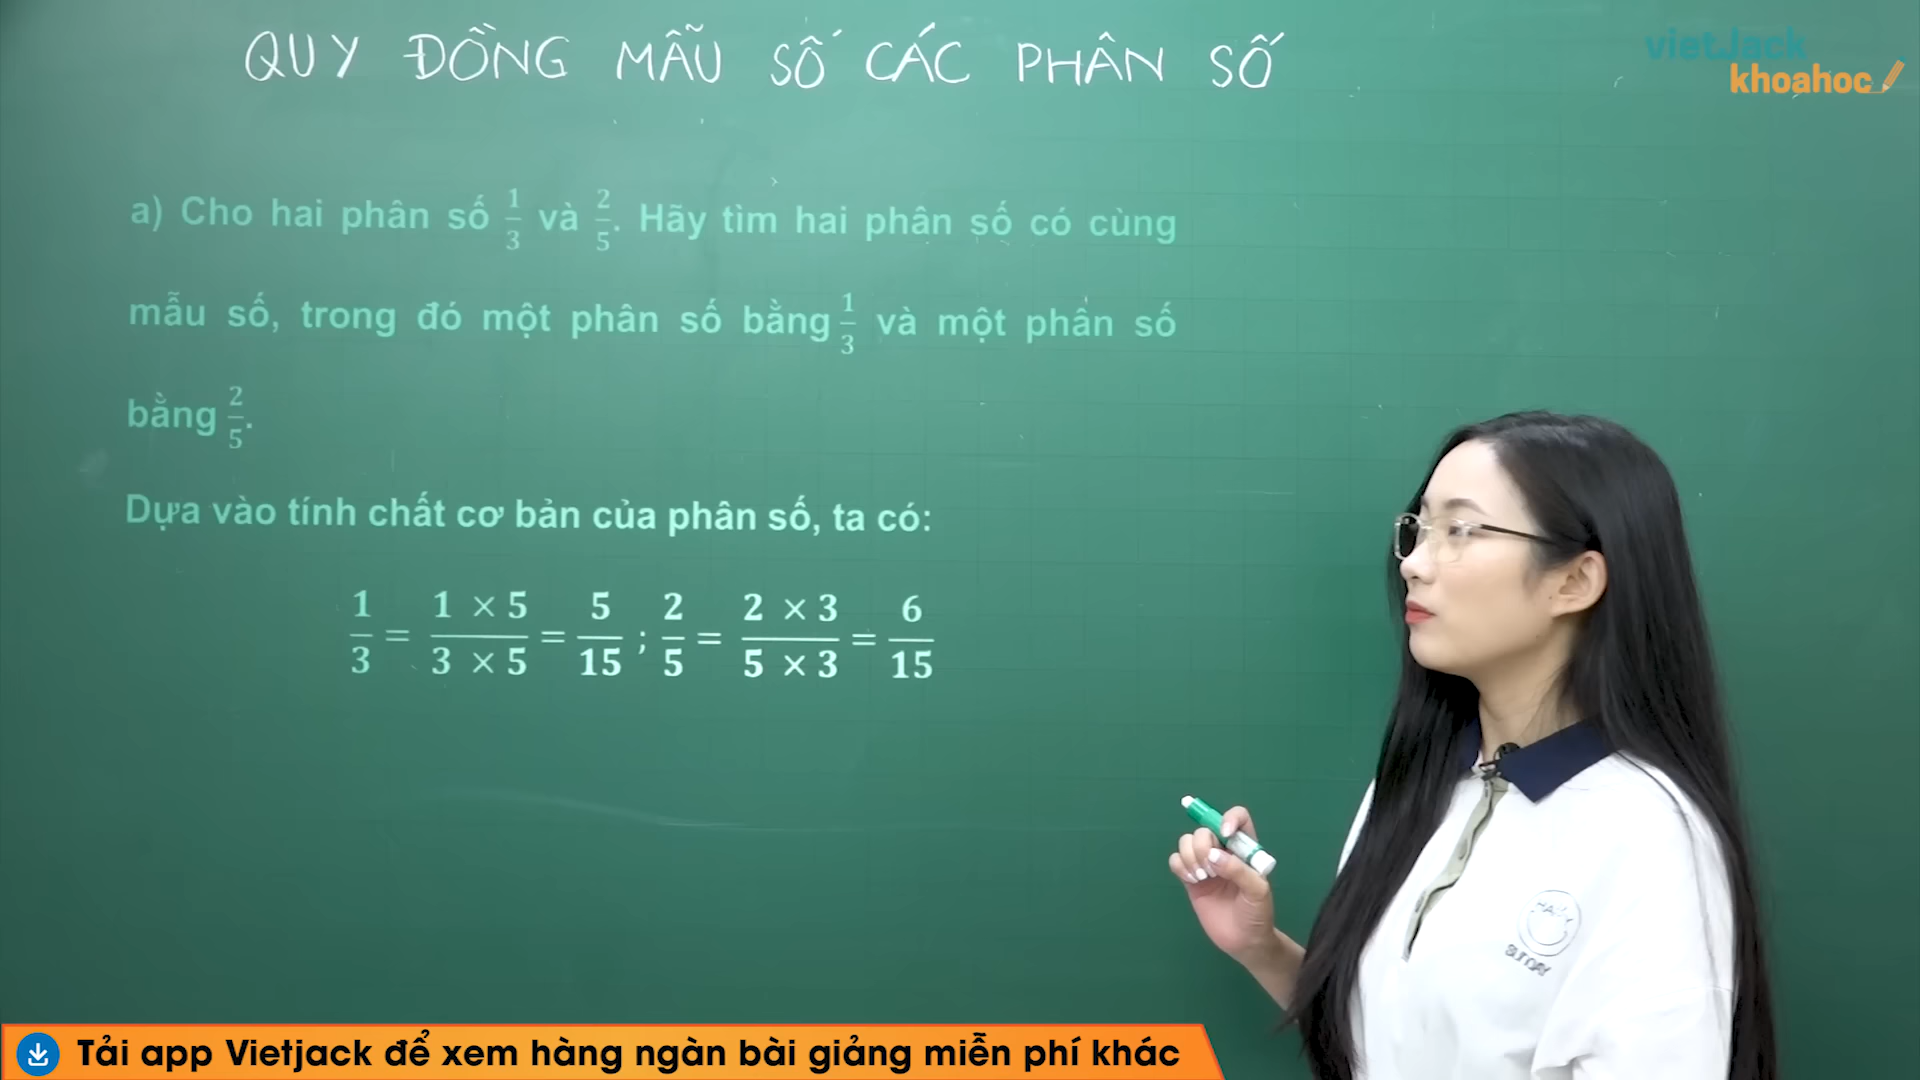 QUY ĐỒNG MẪU SỐ CÁC PHÂN SỐ
vietJack
khoahoc
a) Cho hai phân số 1/3 và 2/5. Hãy tìm hai phân số có cùng
mẫu số, trong đó một phân số bằng 1/3 và một phân số
bằng 2/5.
Dựa vào tính chất cơ bản của phân số, ta có:
1/3 = 1 × 5/3 × 5 = 5/15 ; 2/5 = 2 × 3/5 × 3 = 6/15
HAPPY
SUNDAY
Tải app Vietjack để xem hàng ngàn bài giảng miễn phí khác